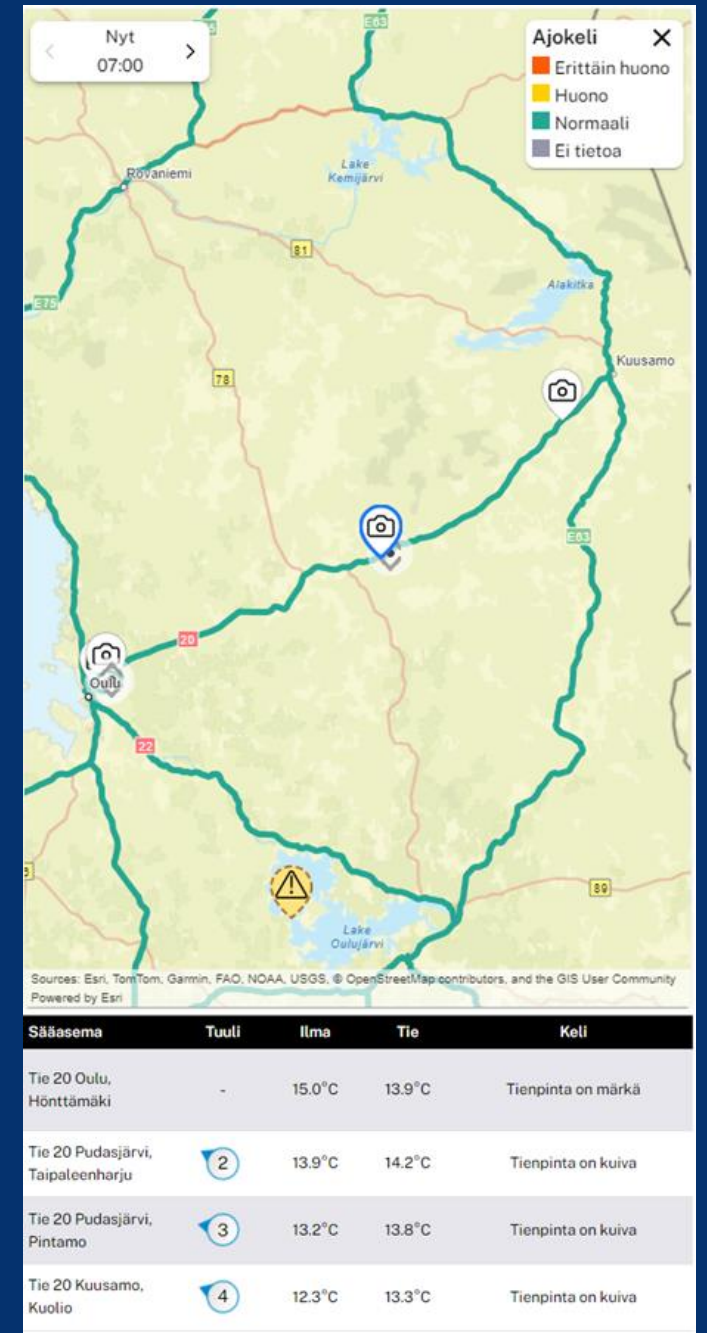 Nyt
07:00
Ajokeli
Erittäin huono
Huono
Normaali
Ei tietoa
E63
Rovaniemi
Lake
Kemijärvi
81
Alakitka
E75
Kuusamo
78
E63
20
Oulu
22
89
Lake
Oulujärvi
Sources: Esri, TomTom, Garmin, FAO, NOAA, USGS, © OpenStreetMap contributors, and the GIS User Community
Powered by Esri
Sääasema Tuuli Ilma Tie Keli
Tie 20 Oulu,
Hönttämäki
- 15.0°C 13.9°C Tienpinta on märkä
Tie 20 Pudasjärvi,
Taipaleenharju
2 13.9°C 14.2°C Tienpinta on kuiva
Tie 20 Pudasjärvi,
Pintamo
3 13.2°C 13.8°C Tienpinta on kuiva
Tie 20 Kuusamo,
Kuolio
4 12.3°C 13.3°C Tienpinta on kuiva